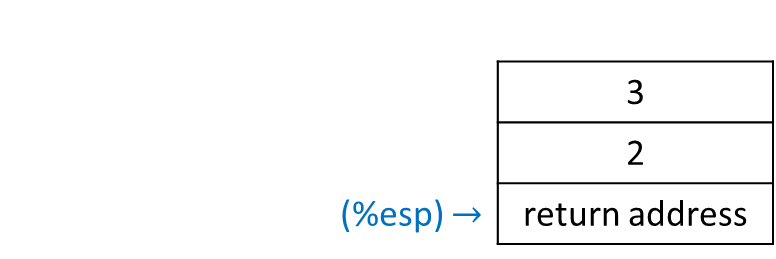 3
2
(%esp) → return address